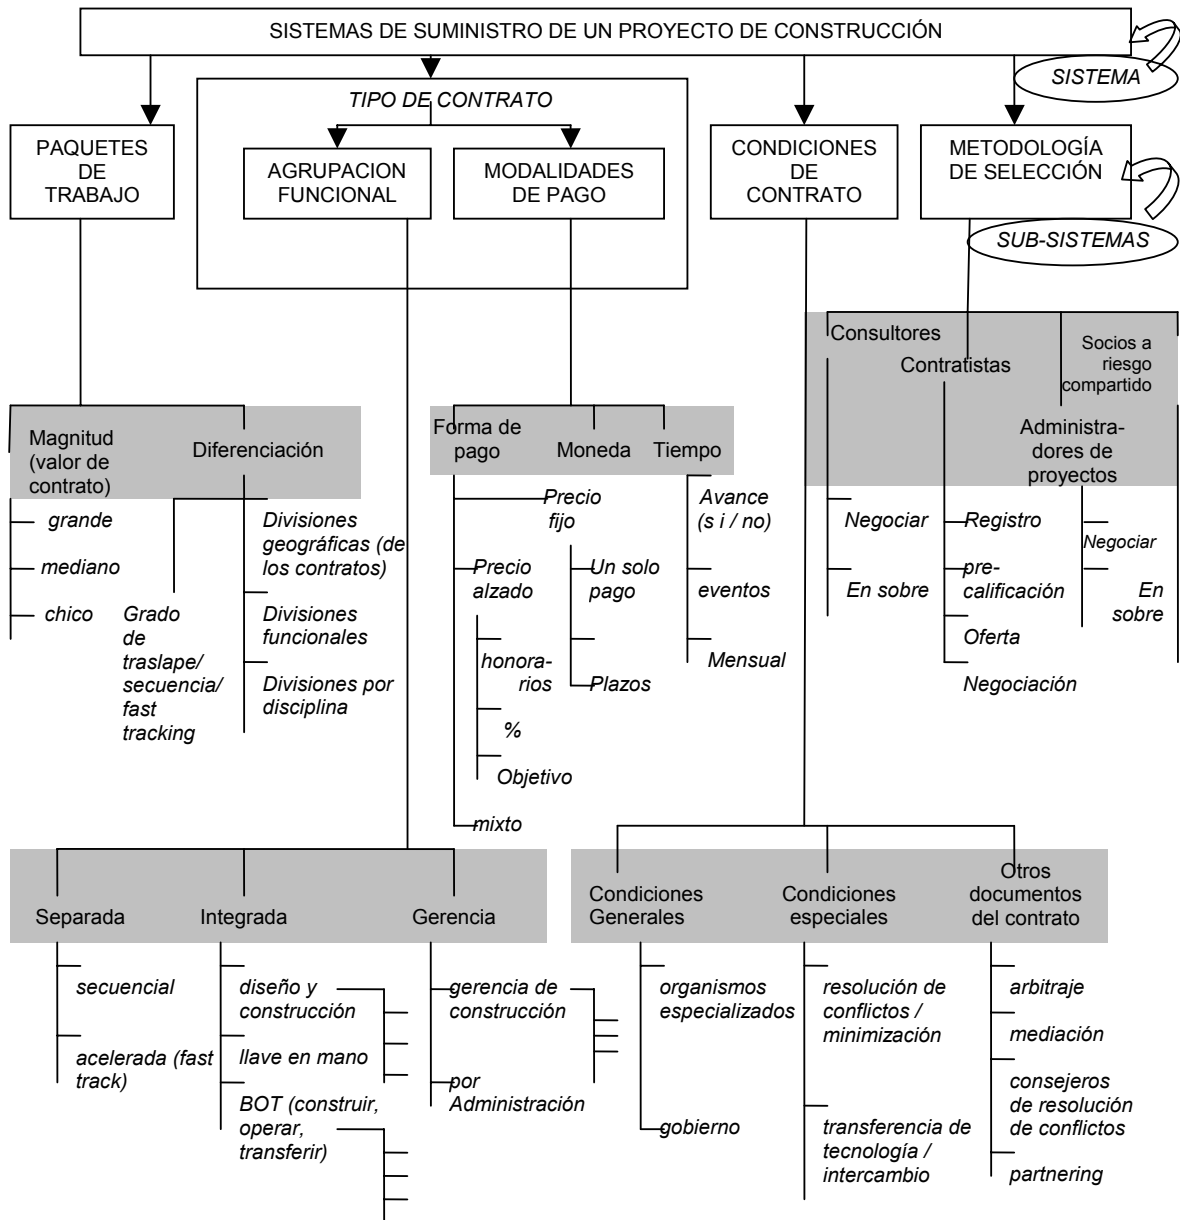 SISTEMAS DE SUMINISTRO DE UN PROYECTO DE CONSTRUCCIÓN
SISTEMA
TIPO DE CONTRATO
PAQUETES
DE
TRABAJO
AGRUPACION
FUNCIONAL
MODALIDADES
DE PAGO
CONDICIONES
DE
CONTRATO
METODOLOGÍA
DE SELECCIÓN
SUB-SISTEMAS
Magnitud
(valor de
contrato)
Diferenciación
grande
mediano
chico
Grado
de
traslape/
secuencia/
fast
tracking
Divisiones
geográficas (de
los contratos)
Divisiones
funcionales
Divisiones por
disciplina
Forma de
pago
Moneda
Tiempo
Precio
fijo
Precio
alzado
honora-
rios
%
Objetivo
mixto
Un solo
pago
Plazos
Avance
(s i / no)
eventos
Mensual
Consultores
Contratistas
Socios a
riesgo
compartido
Administra-
dores de
proyectos
Negociar
En sobre
Registro
pre-
calificación
Oferta
Negociación
Negociar
En
sobre
Separada
Integrada
Gerencia
secuencial
acelerada (fast
track)
diseño y
construcción
llave en mano
BOT (construir,
operar,
transferir)
gerencia de
construcción
por
Administración
Condiciones
Generales
Condiciones
especiales
Otros
documentos
del contrato
organismos
especializados
gobierno
resolución de
conflictos /
minimización
transferencia de
tecnología /
intercambio
arbitraje
mediación
consejeros
de resolución
de conflictos
partnering